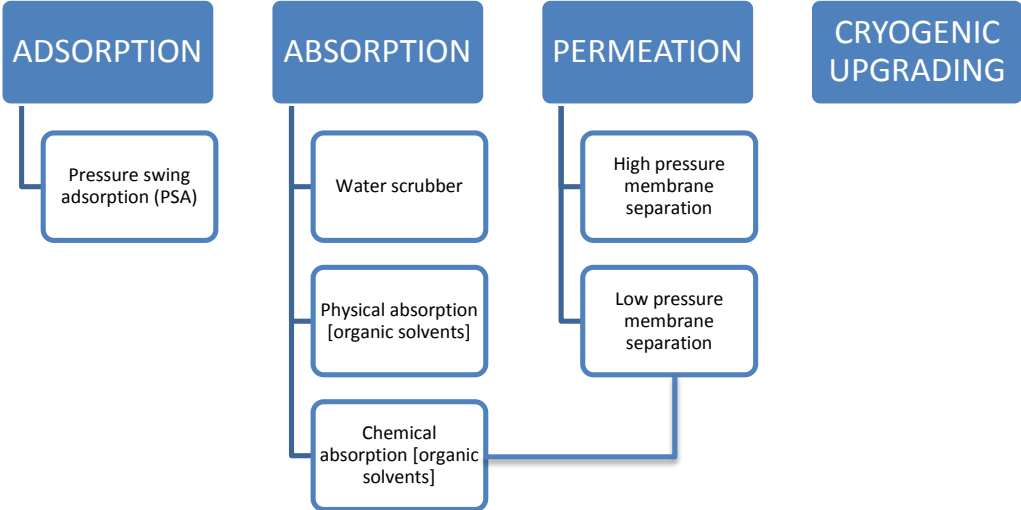 ADSORPTION
Pressure swing
adsorption (PSA)
ABSORPTION
Water scrubber
Physical absorption
[organic solvents]
Chemical
absorption [organic
solvents]
PERMEATION
High pressure
membrane
separation
Low pressure
membrane
separation
CRYOGENIC
UPGRADING